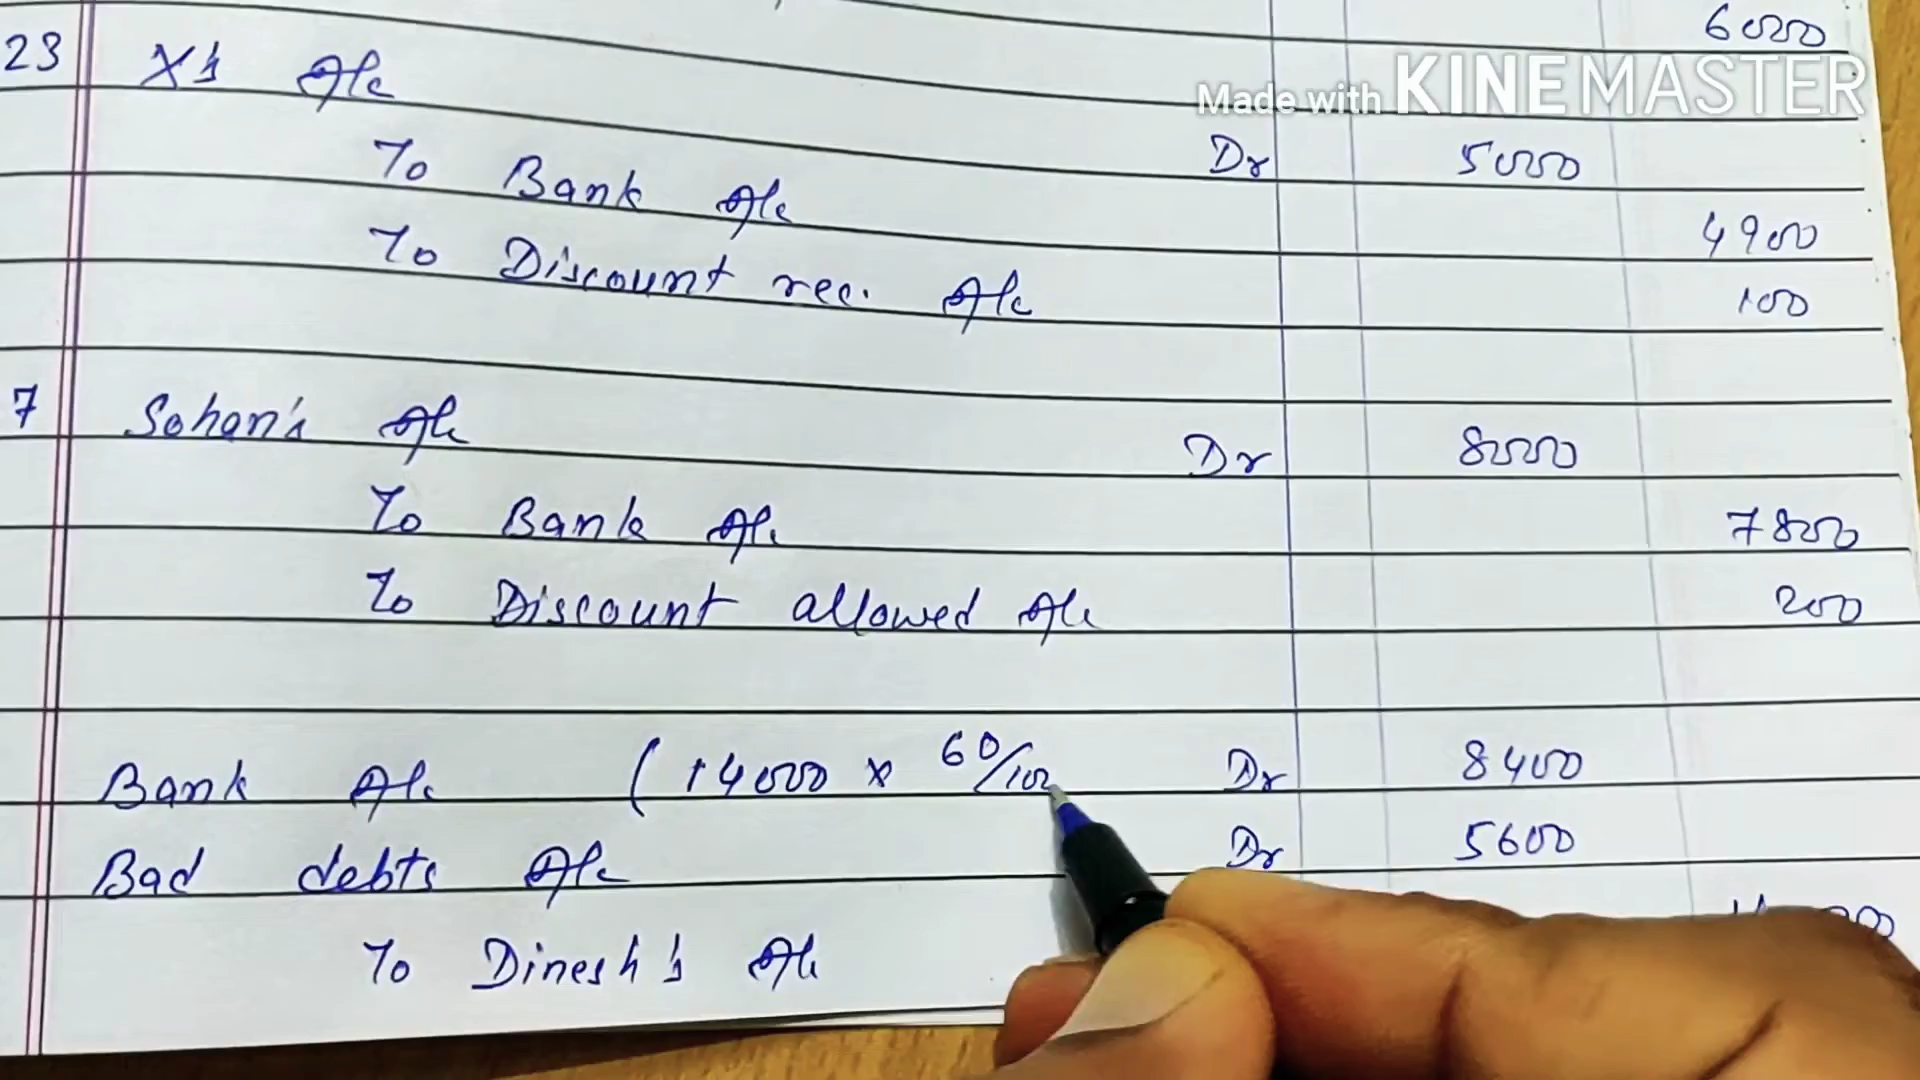 6000
23 X's A/c
Made with KINEMASTER
To Bank A/c Dr 5000
4900
To Discount rec. A/c 100
7 Sohan's A/c Dr 8000
To Bank A/c 7800
To Discount allowed A/c 200
Bank A/c (14000 × 60/100 Dr 8400
Bad debts A/c Dr 5600
To Dinesh's A/c